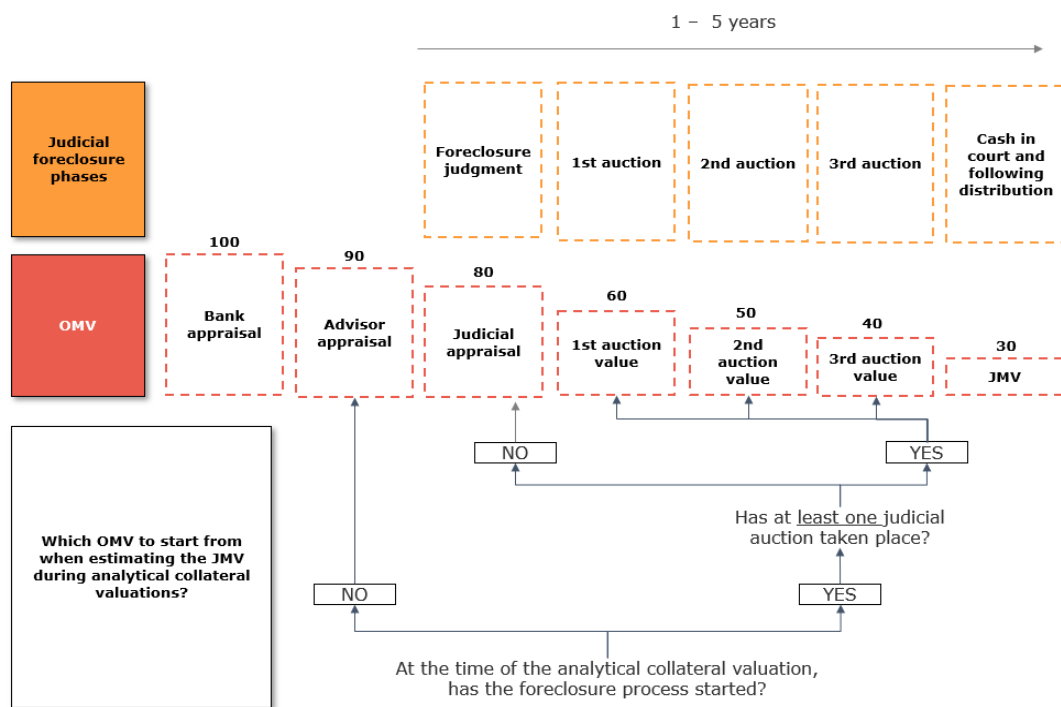 1 – 5 years
Judicial
foreclosure
phases
Foreclosure
judgment
1st auction
2nd auction
3rd auction
Cash in
court and
following
distribution
100
90
80
60
50
40
30
OMV
Bank
appraisal
Advisor
appraisal
Judicial
appraisal
1st auction
value
2nd
auction
value
3rd auction
value
JMV
NO
YES
Has at least one judicial
auction taken place?
Which OMV to start from
when estimating the JMV
during analytical collateral
valuations?
NO
YES
At the time of the analytical collateral valuation,
has the foreclosure process started?